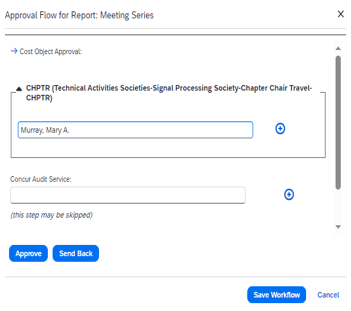 Approval Flow for Report: Meeting Series
X
→ Cost Object Approval:
CHPTR (Technical Activities Societies-Signal Processing Society-Chapter Chair Travel-
CHPTR)
Murray, Mary A.
Concur Audit Service:
(this step may be skipped)
Approve
Send Back
Save Workflow
Cancel